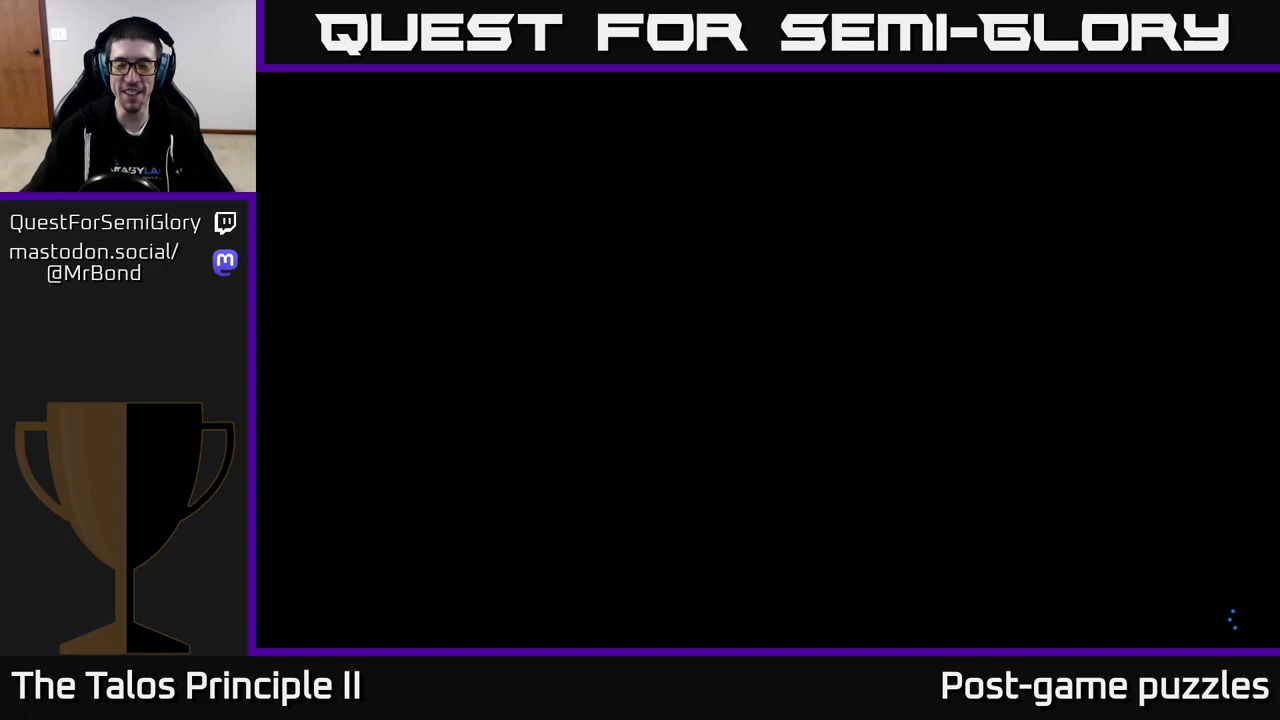 QUEST FOR SEMI-GLORY
QuestForSemiGlory
mastodon.social/
@MrBond
The Talos Principle II
Post-game puzzles